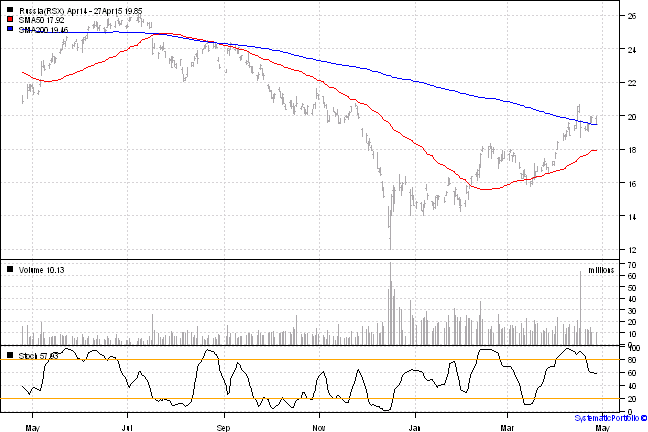 Russia(RSX) Apr14 - 27Apr15 19.85
SMA50 17.92
SMA200 19.46
26
24
22
20
18
16
14
12
Volume 10.13
millions
70
60
50
40
30
20
10
0
Stoch 57.93
100
80
60
40
20
0
May Jul Sep Nov Jan Mar May
SystematicPortfolio ©